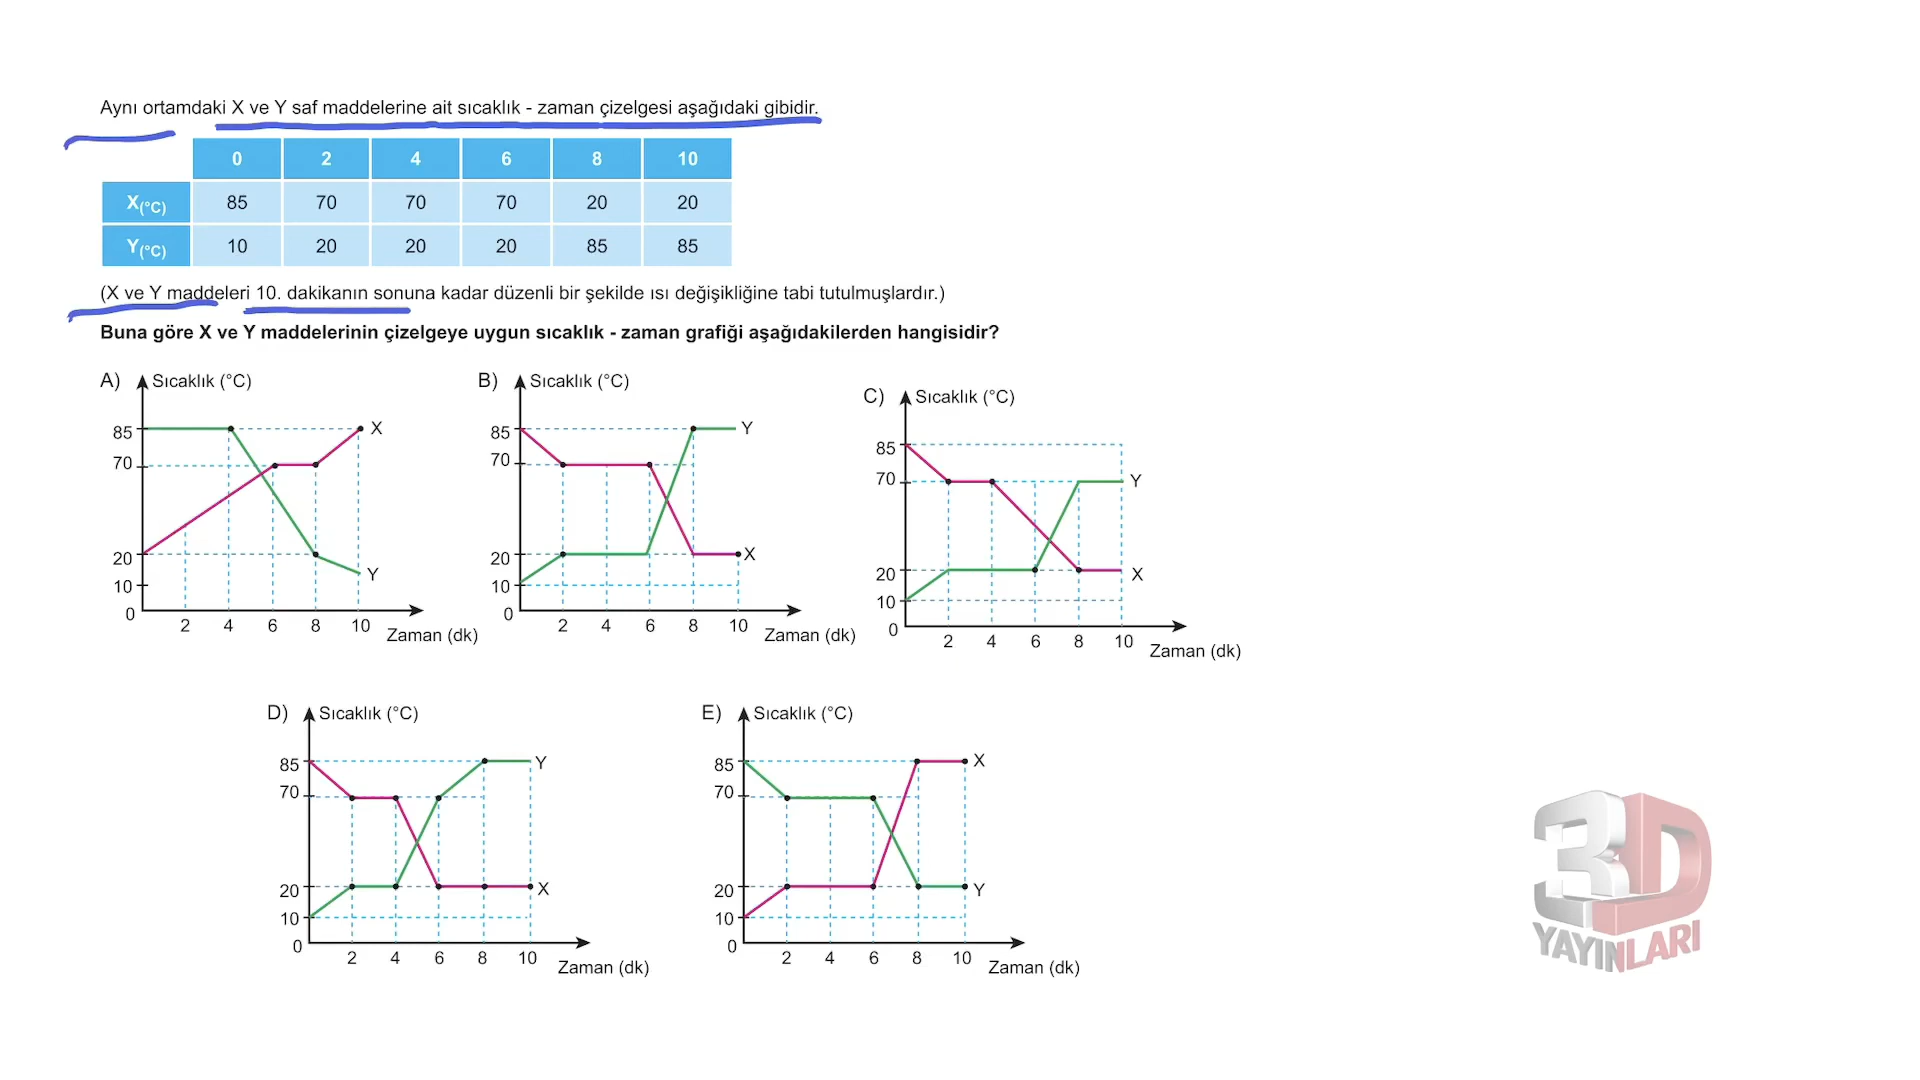 Aynı ortamdaki X ve Y saf maddelerine ait sıcaklık - zaman çizelgesi aşağıdaki gibidir.
0 2 4 6 8 10
X(°C) 85 70 70 70 20 20
Y(°C) 10 20 20 20 85 85
(X ve Y maddeleri 10. dakikanın sonuna kadar düzenli bir şekilde ısı değişikliğine tabi tutulmuşlardır.)
Buna göre X ve Y maddelerinin çizelgeye uygun sıcaklık - zaman grafiği aşağıdakilerden hangisidir?
A) Sıcaklık (°C)
85
70
20
10
0
X
Y
2 4 6 8 10
Zaman (dk)
B) Sıcaklık (°C)
85
70
20
10
0
Y
X
2 4 6 8 10
Zaman (dk)
C) Sıcaklık (°C)
85
70
20
10
0
Y
X
2 4 6 8 10
Zaman (dk)
D) Sıcaklık (°C)
85
70
20
10
0
Y
X
2 4 6 8 10
Zaman (dk)
E) Sıcaklık (°C)
85
70
20
10
0
X
Y
2 4 6 8 10
Zaman (dk)
3D
YAYINLARI